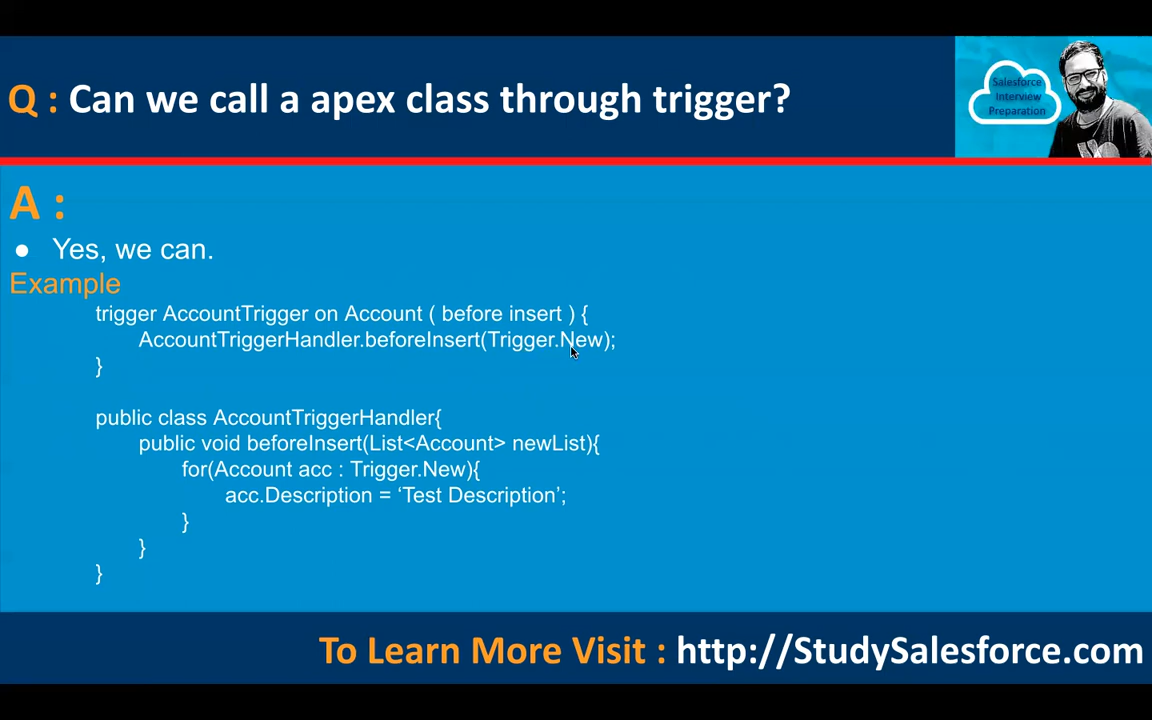 Q : Can we call a apex class through trigger?
Salesforce
Interview
Preparation
A :
● Yes, we can.
Example
trigger AccountTrigger on Account ( before insert ) {
AccountTriggerHandler.beforeInsert(Trigger.New);
}
public class AccountTriggerHandler{
public void beforeInsert(List<Account> newList){
for(Account acc : Trigger.New){
acc.Description = ‘Test Description’;
}
}
}
To Learn More Visit : http://StudySalesforce.com